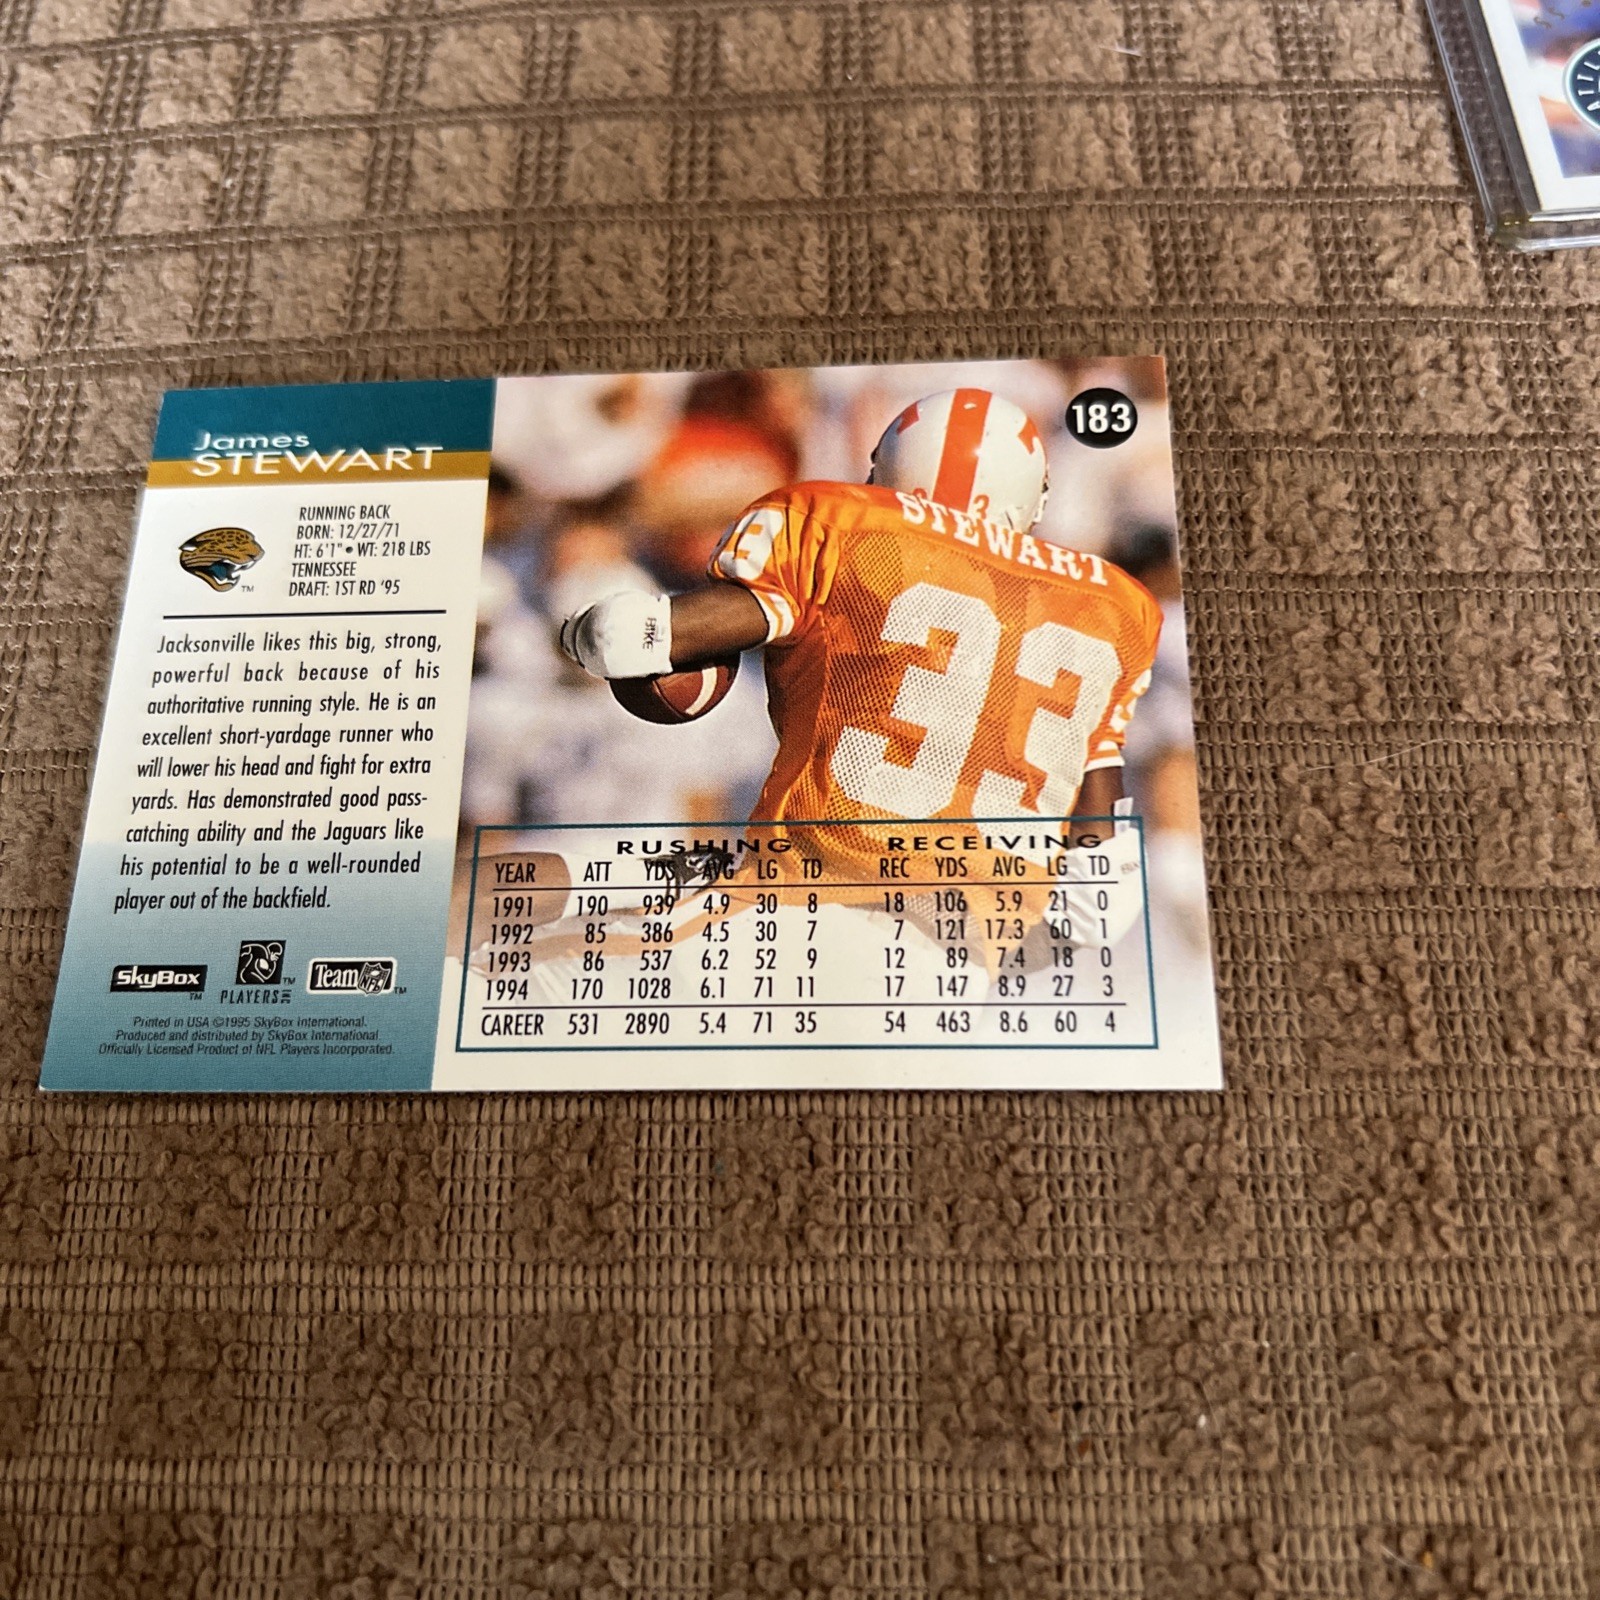 James
STEWART
RUNNING BACK
BORN: 12/27/71
HT: 6'1" • WT: 218 LBS
TENNESSEE
DRAFT: 1ST RD '95
TM
Jacksonville likes this big, strong,
powerful back because of his
authoritative running style. He is an
excellent short-yardage runner who
will lower his head and fight for extra
yards. Has demonstrated good pass-
catching ability and the Jaguars like
his potential to be a well-rounded
player out of the backfield.
SkyBox TM
PLAYERS INC TM
Team NFL TM
Printed in USA ©1995 SkyBox International.
Produced and distributed by SkyBox International.
Officially Licensed Product of NFL Players Incorporated.
183
STEWART
33
33
BIKE
RUSHING RECEIVING
YEAR ATT YDS AVG LG TD REC YDS AVG LG TD
1991 190 939 4.9 30 8 18 106 5.9 21 0
1992 85 386 4.5 30 7 7 121 17.3 60 1
1993 86 537 6.2 52 9 12 89 7.4 18 0
1994 170 1028 6.1 71 11 17 147 8.9 27 3
CAREER 531 2890 5.4 71 35 54 463 8.6 60 4
SS